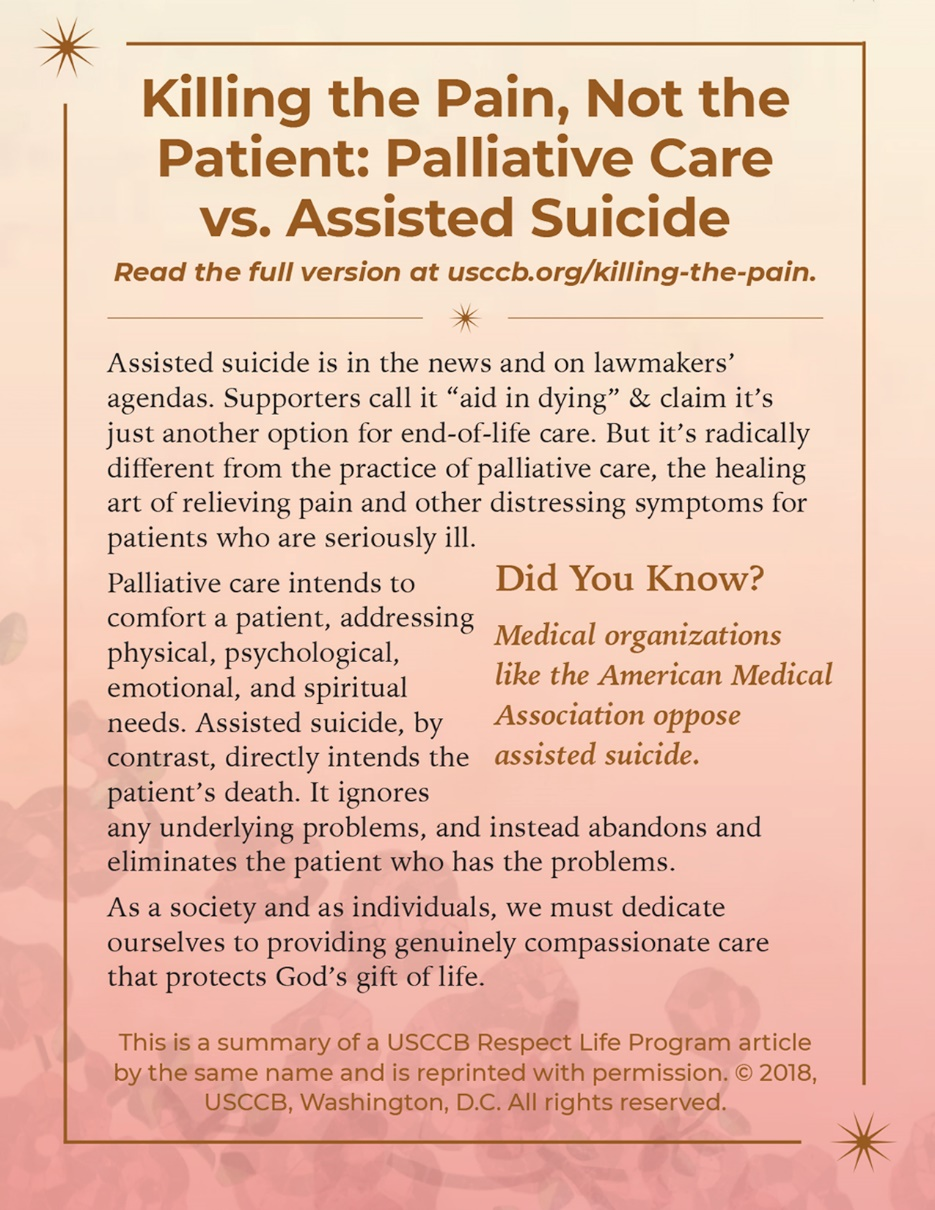 Killing the Pain, Not the
Patient: Palliative Care
vs. Assisted Suicide
Read the full version at usccb.org/killing-the-pain.
Assisted suicide is in the news and on lawmakers’
agendas. Supporters call it “aid in dying” & claim it’s
just another option for end-of-life care. But it’s radically
different from the practice of palliative care, the healing
art of relieving pain and other distressing symptoms for
patients who are seriously ill.
Palliative care intends to
comfort a patient, addressing
physical, psychological,
emotional, and spiritual
needs. Assisted suicide, by
contrast, directly intends the
patient’s death. It ignores
any underlying problems, and instead abandons and
eliminates the patient who has the problems.
Did You Know?
Medical organizations
like the American Medical
Association oppose
assisted suicide.
As a society and as individuals, we must dedicate
ourselves to providing genuinely compassionate care
that protects God’s gift of life.
This is a summary of a USCCB Respect Life Program article
by the same name and is reprinted with permission. © 2018,
USCCB, Washington, D.C. All rights reserved.